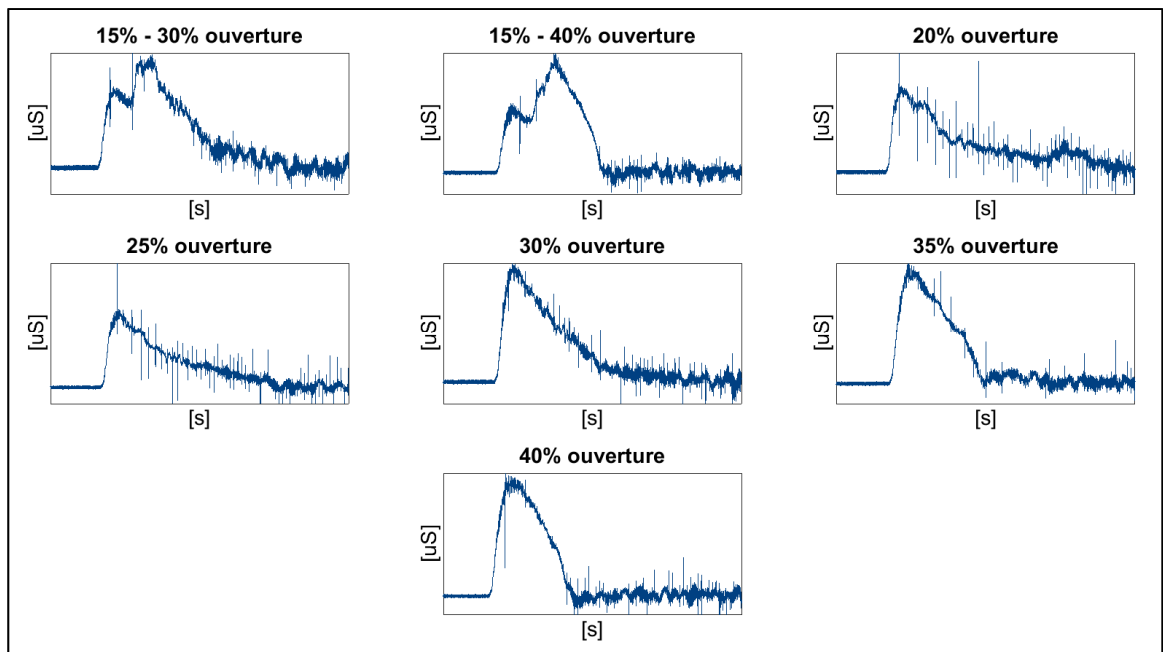 15% - 30% ouverture
[uS]
[s]
15% - 40% ouverture
[uS]
[s]
20% ouverture
[uS]
[s]
25% ouverture
[uS]
[s]
30% ouverture
[uS]
[s]
35% ouverture
[uS]
[s]
40% ouverture
[uS]
[s]